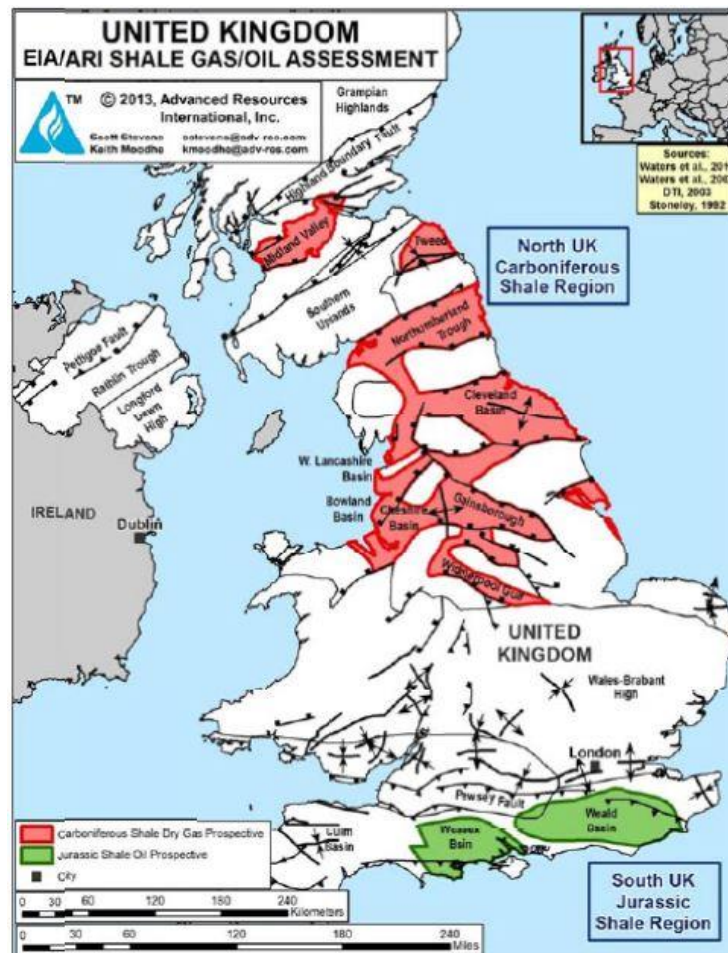 UNITED KINGDOM
EIA/ARI SHALE GAS/OIL ASSESSMENT
TM
© 2013, Advanced Resources
International, Inc.
Scott Stevens
Keith Moodhe kmoodhe@adv-res.com
Grampian
Highlands
Highland Boundary Fault
Sources:
Waters et al., 201
Waters et al., 200
DTI, 2003
Stoneley, 1992
Midland Valley
Tweed
North UK
Carboniferous
Shale Region
Southern
Uplands
Northumberland
Trough
Pettigoe Fault
Rathlin Trough
Longford
Down
High
Cleveland
Basin
W. Lancashire
Basin
Bowland
Basin
Cheshire
Basin
Gainsborough
IRELAND
Dublin
Widmerpool Gulf
UNITED
KINGDOM
Wales-Brabant
High
London
Pewsey Fault
Weald
Basin
Wessex
Bsin
Culm
Basin
Carboniferous Shale Dry Gas Prospective
Jurassic Shale Oil Prospective
City
South UK
Jurassic
Shale Region
0 30 60 120 180 240
Kilometers
0 30 60 120 180 240
Miles